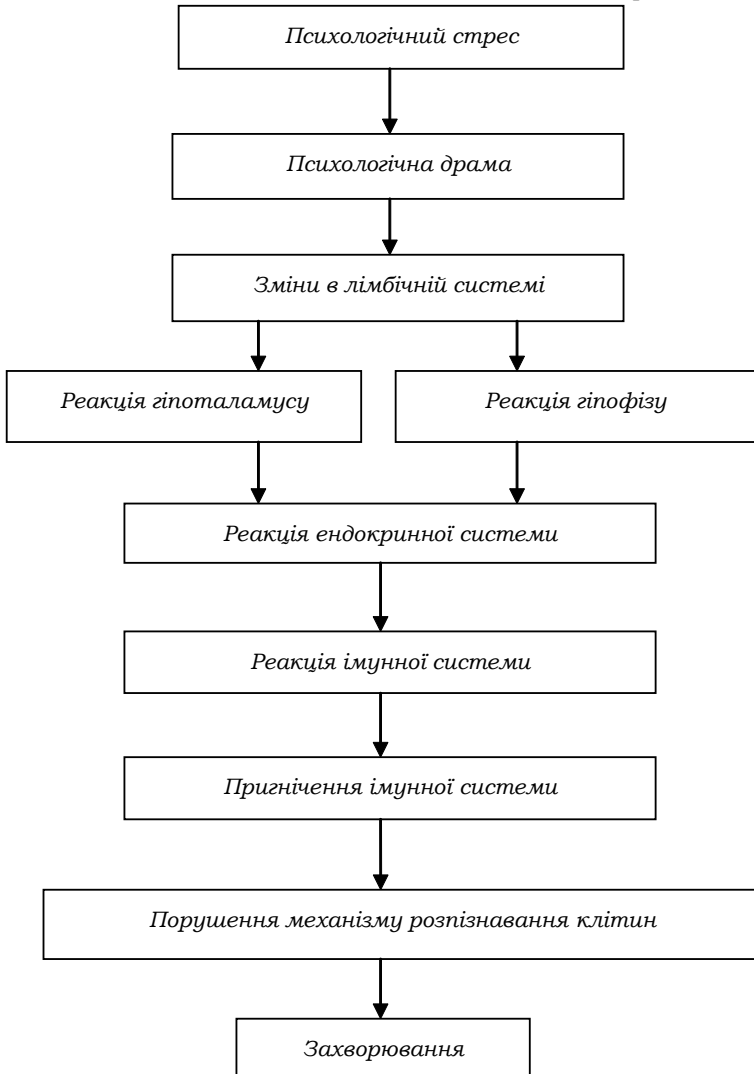 Психологічний стрес
Психологічна драма
Зміни в лімбічній системі
Реакція гіпоталамусу
Реакція гіпофізу
Реакція ендокринної системи
Реакція імунної системи
Пригнічення імунної системи
Порушення механізму розпізнавання клітин
Захворювання